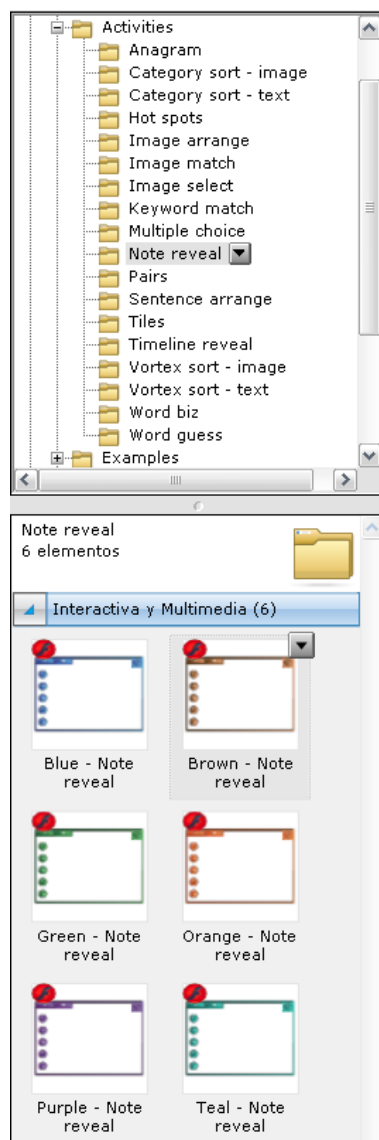 Activities
Anagram
Category sort - image
Category sort - text
Hot spots
Image arrange
Image match
Image select
Keyword match
Multiple choice
Note reveal
Pairs
Sentence arrange
Tiles
Timeline reveal
Vortex sort - image
Vortex sort - text
Word biz
Word guess
Examples
Note reveal
6 elementos
Interactiva y Multimedia (6)
Blue - Note
reveal
Brown - Note
reveal
Green - Note
reveal
Orange - Note
reveal
Purple - Note
reveal
Teal - Note
reveal